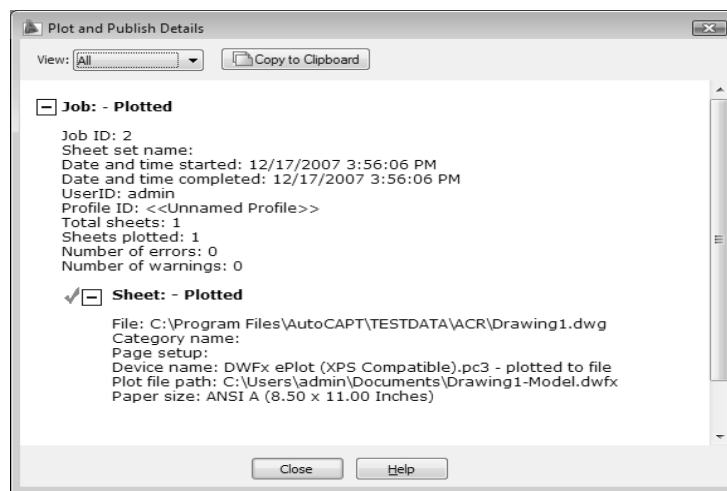 Plot and Publish Details
View: All Copy to Clipboard
Job: - Plotted
Job ID: 2
Sheet set name:
Date and time started: 12/17/2007 3:56:06 PM
Date and time completed: 12/17/2007 3:56:06 PM
UserID: admin
Profile ID: <<Unnamed Profile>>
Total sheets: 1
Sheets plotted: 1
Number of errors: 0
Number of warnings: 0
Sheet: - Plotted
File: C:\Program Files\AutoCAPT\TESTDATA\ACR\Drawing1.dwg
Category name:
Page setup:
Device name: DWFx ePlot (XPS Compatible).pc3 - plotted to file
Plot file path: C:\Users\admin\Documents\Drawing1-Model.dwfx
Paper size: ANSI A (8.50 x 11.00 Inches)
Close Help